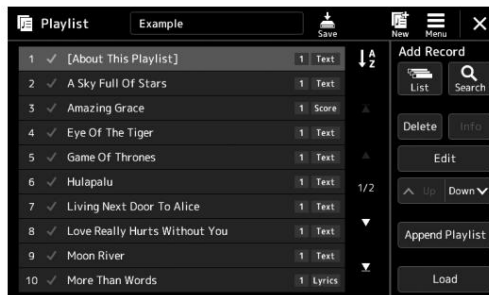 Playlist Example Save New Menu
1 [About This Playlist] 1 Text
2 A Sky Full Of Stars 1 Text
3 Amazing Grace 1 Score
4 Eye Of The Tiger 1 Text
5 Game Of Thrones 1 Text
6 Hulapalu 1 Text
7 Living Next Door To Alice 1 Text
8 Love Really Hurts Without You 1 Text
9 Moon River 1 Text
10 More Than Words 1 Lyrics
A
Z
1/2
Add Record
List Search
Delete Info
Edit
Up Down
Append Playlist
Load